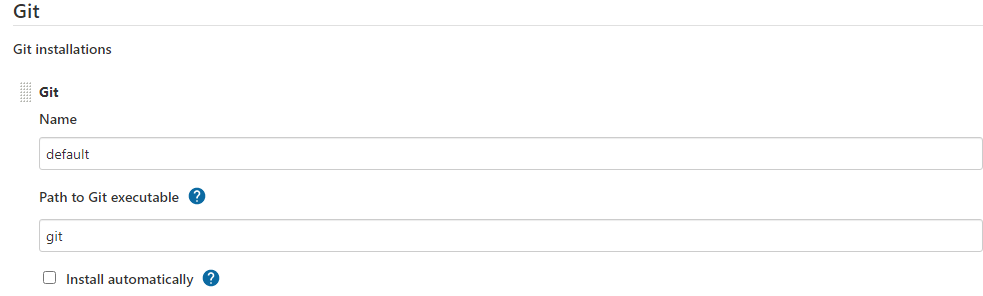 Git
Git installations
Git
Name
default
Path to Git executable ?
git
Install automatically ?